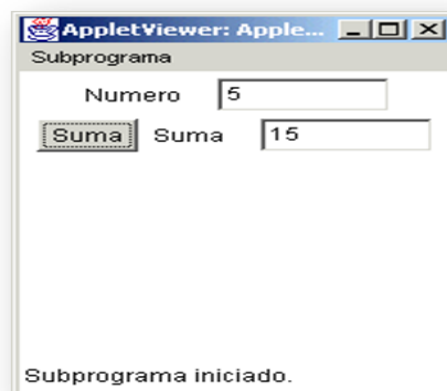 AppletViewer: Apple...
Subprograma
Numero 5
Suma Suma 15
Subprograma iniciado.